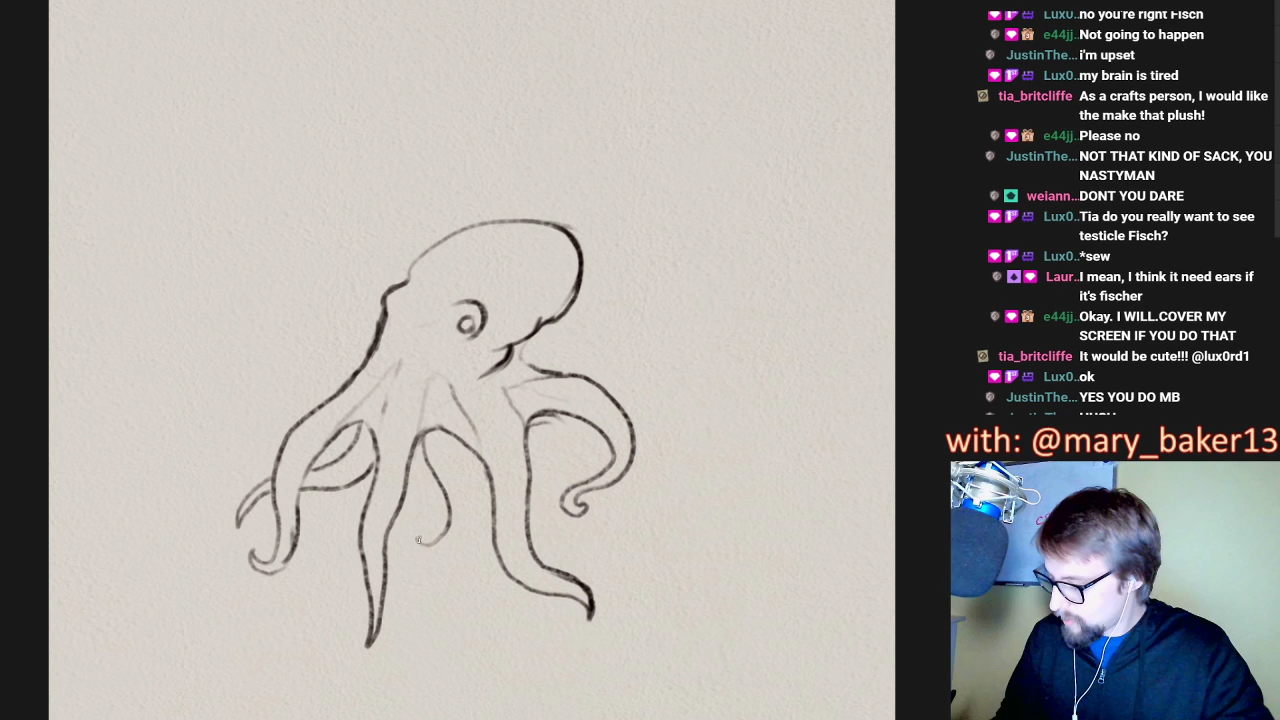 Lux0.. no you're right Fisch
e44jj.. Not going to happen
JustinThe... i'm upset
Lux0.. my brain is tired
tia_britcliffe As a crafts person, I would like
the make that plush!
e44jj.. Please no
JustinThe... NOT THAT KIND OF SACK, YOU
NASTYMAN
weiann... DONT YOU DARE
Lux0.. Tia do you really want to see
testicle Fisch?
Lux0.. *sew
Laur.. I mean, I think it need ears if
it's fischer
e44jj.. Okay. I WILL.COVER MY
SCREEN IF YOU DO THAT
tia_britcliffe It would be cute!!! @lux0rd1
Lux0.. ok
JustinThe... YES YOU DO MB
with: @mary_baker13